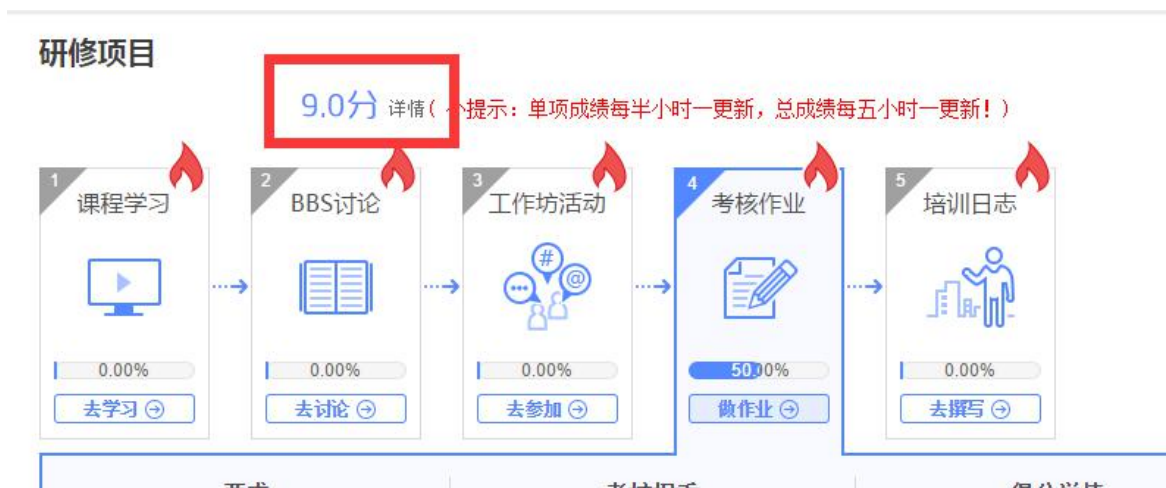 研修项目
9.0分 详情( 小提示：单项成绩每半小时一更新，总成绩每五小时一更新！)
1 2 3 4 5
课程学习 BBS讨论 工作坊活动 考核作业 培训日志
# @
0.00% 0.00% 0.00% 50.00% 0.00%
去学习 去讨论 去参加 做作业 去撰写